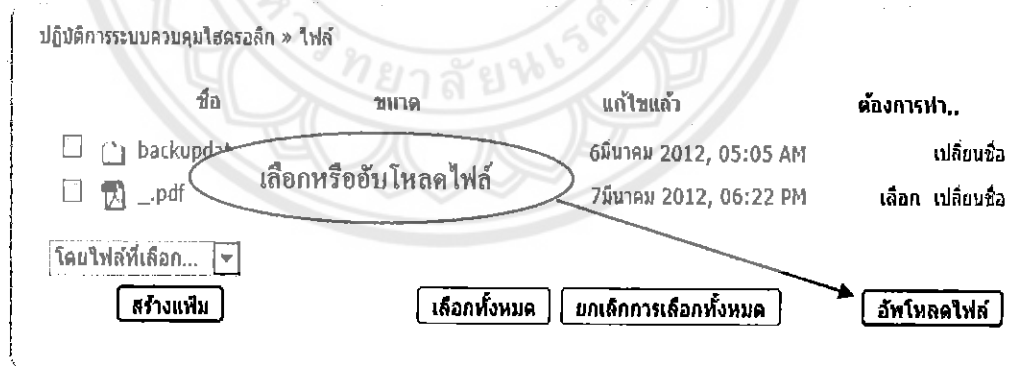 ปฏิบัติการระบบควบคุมไฮดรอลิก » ไฟล์
ชื่อ ขนาด แก้ไขแล้ว ต้องการทำ..
backupdat 6มีนาคม 2012, 05:05 AM เปลี่ยนชื่อ
เลือกหรืออับโหลดไฟล์
_.pdf 7มีนาคม 2012, 06:22 PM เลือก เปลี่ยนชื่อ
โดยไฟล์ที่เลือก...
สร้างแฟ้ม เลือกทั้งหมด ยกเลิกการเลือกทั้งหมด อัพโหลดไฟล์